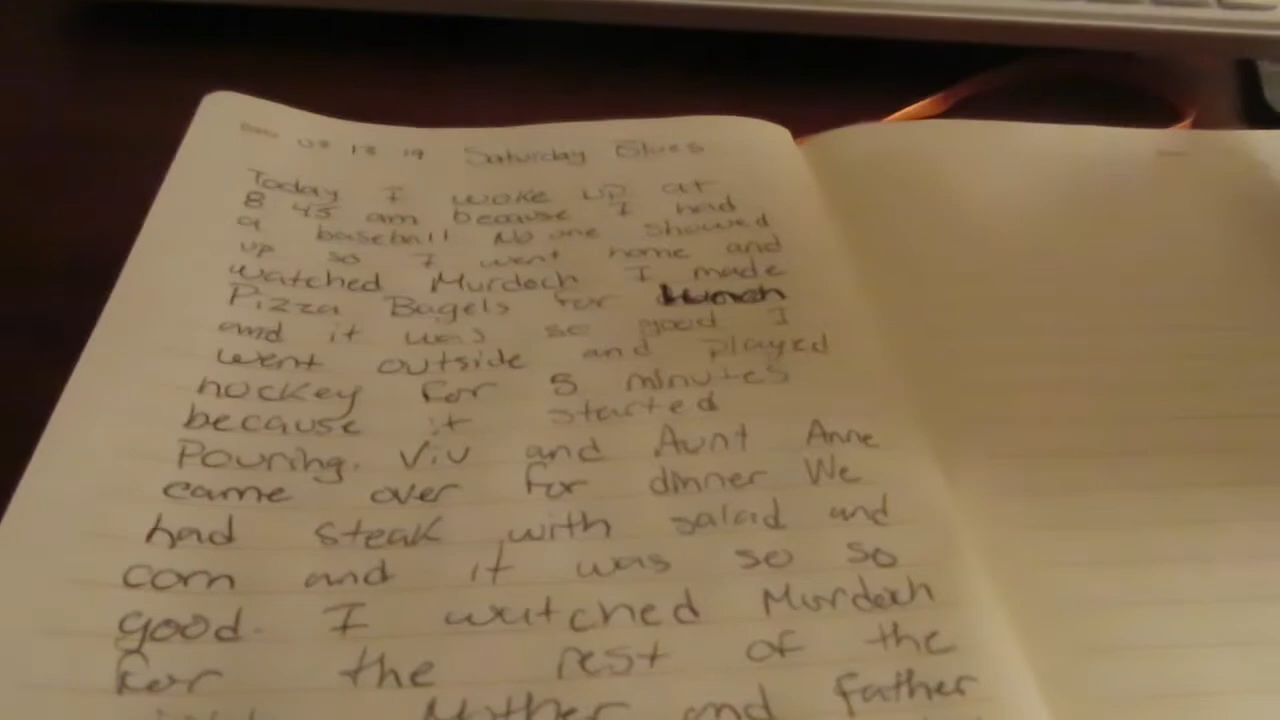 13 19 Saturday Blues
Today I woke up at
8 45 am because I had
a baseball No one showed
up so I went home and
watched Murdoch I made
Pizza Bagels for lunch
and it was so good I
went outside and played
hockey for 5 minutes
because it started
Pouring. Viv and Aunt Anne
came over for dinner We
had steak with salad and
corn and it was so so
good. I watched Murdoch
for the rest of the
Mother and father